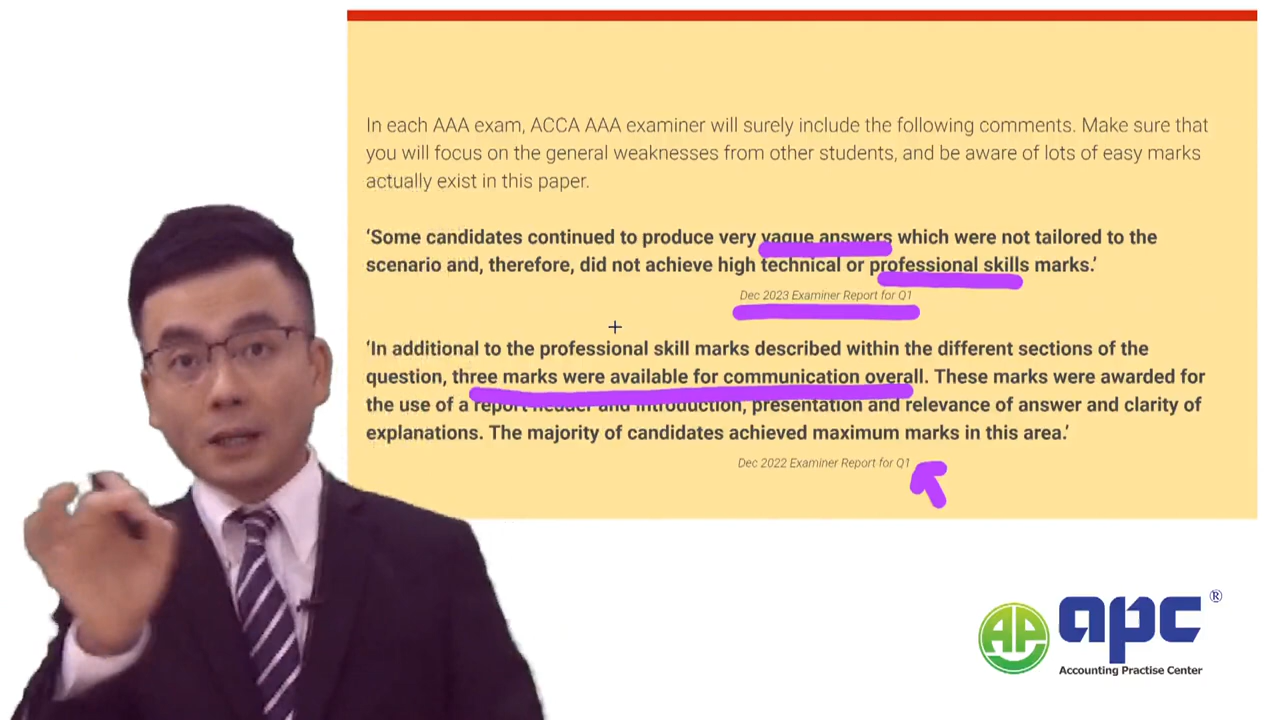 In each AAA exam, ACCA AAA examiner will surely include the following comments. Make sure that
you will focus on the general weaknesses from other students, and be aware of lots of easy marks
actually exist in this paper.
‘Some candidates continued to produce very vague answers which were not tailored to the
scenario and, therefore, did not achieve high technical or professional skills marks.’
Dec 2023 Examiner Report for Q1
‘In additional to the professional skill marks described within the different sections of the
question, three marks were available for communication overall. These marks were awarded for
the use of a report header and introduction, presentation and relevance of answer and clarity of
explanations. The majority of candidates achieved maximum marks in this area.’
Dec 2022 Examiner Report for Q1
AP apc ®
Accounting Practise Center